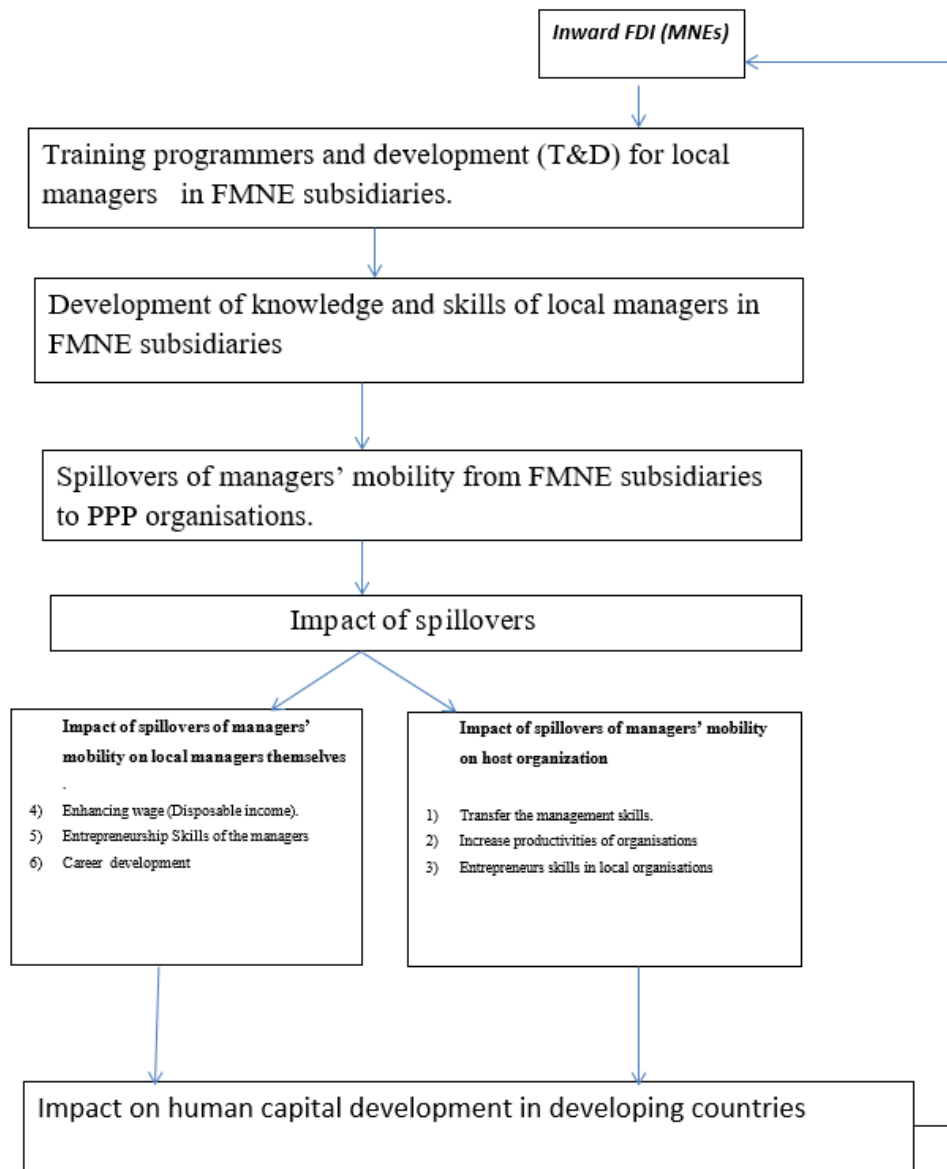 Inward FDI (MNEs)
Training programmers and development (T&D) for local
managers in FMNE subsidiaries.
Development of knowledge and skills of local managers in
FMNE subsidiaries
Spillovers of managers’ mobility from FMNE subsidiaries
to PPP organisations.
Impact of spillovers
Impact of spillovers of managers’
mobility on local managers themselves
.
4) Enhancing wage (Disposable income).
5) Entrepreneurship Skills of the managers
6) Career development
Impact of spillovers of managers’ mobility
on host organization
1) Transfer the management skills.
2) Increase productivities of organisations
3) Entrepreneurs skills in local organisations
Impact on human capital development in developing countries